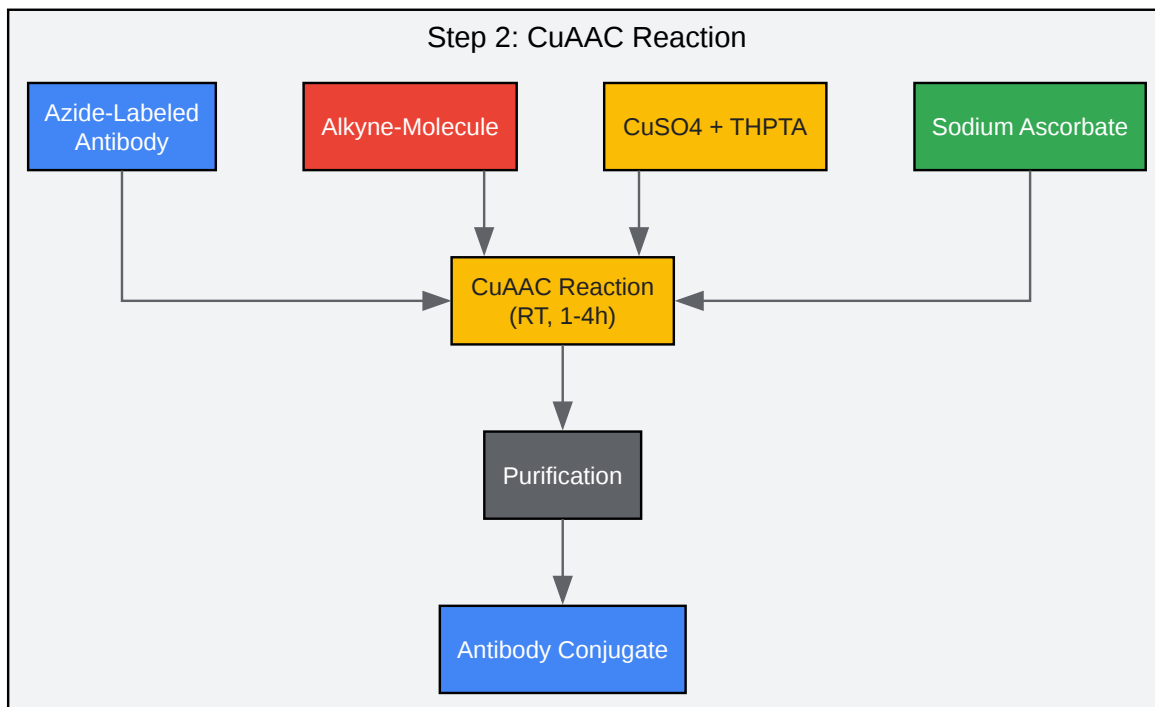 Step 2: CuAAC Reaction
Azide-Labeled
Antibody
Alkyne-Molecule
CuSO4 + THPTA
Sodium Ascorbate
CuAAC Reaction
(RT, 1-4h)
Purification
Antibody Conjugate